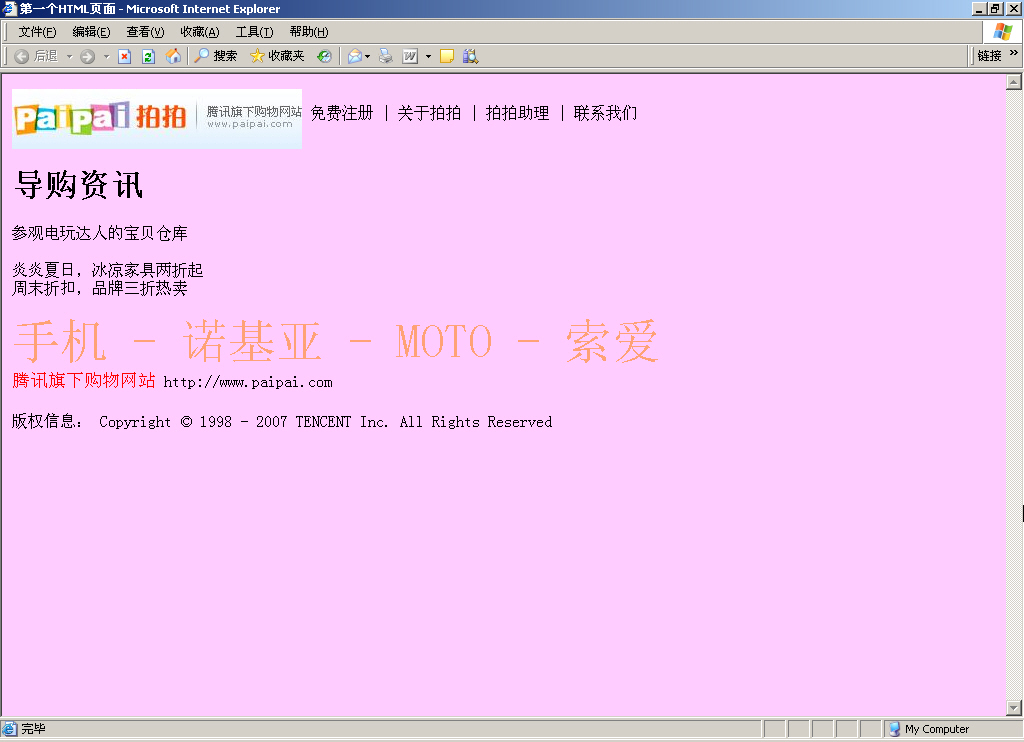 第一个HTML页面 - Microsoft Internet Explorer
文件(F) 编辑(E) 查看(V) 收藏(A) 工具(T) 帮助(H)
后退 搜索 收藏夹 W 链接 »
PaiPai 拍拍 腾讯旗下购物网站 免费注册 | 关于拍拍 | 拍拍助理 | 联系我们
www.paipai.com
导购资讯
参观电玩达人的宝贝仓库
炎炎夏日，冰凉家具两折起
周末折扣，品牌三折热卖
手机 - 诺基亚 - MOTO - 索爱
腾讯旗下购物网站 http://www.paipai.com
版权信息： Copyright © 1998 - 2007 TENCENT Inc. All Rights Reserved
完毕 My Computer